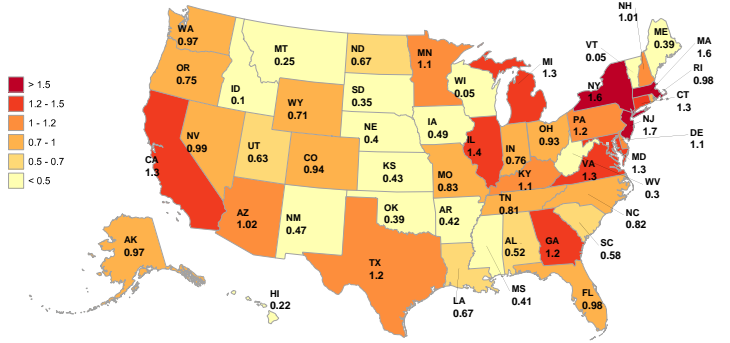 > 1.5
1.2 - 1.5
1 - 1.2
0.7 - 1
0.5 - 0.7
< 0.5
WA
0.97
OR
0.75
CA
1.3
NV
0.99
ID
0.1
MT
0.25
WY
0.71
UT
0.63
CO
0.94
AZ
1.02
NM
0.47
ND
0.67
SD
0.35
NE
0.4
KS
0.43
OK
0.39
TX
1.2
MN
1.1
IA
0.49
MO
0.83
AR
0.42
LA
0.67
WI
0.05
IL
1.4
MI
1.3
IN
0.76
OH
0.93
KY
1.1
TN
0.81
MS
0.41
AL
0.52
GA
1.2
FL
0.98
SC
0.58
NC
0.82
VA
1.3
WV
0.3
MD
1.3
DE
1.1
PA
1.2
NJ
1.7
NY
1.6
CT
1.3
RI
0.98
MA
1.6
VT
0.05
NH
1.01
ME
0.39
AK
0.97
HI
0.22